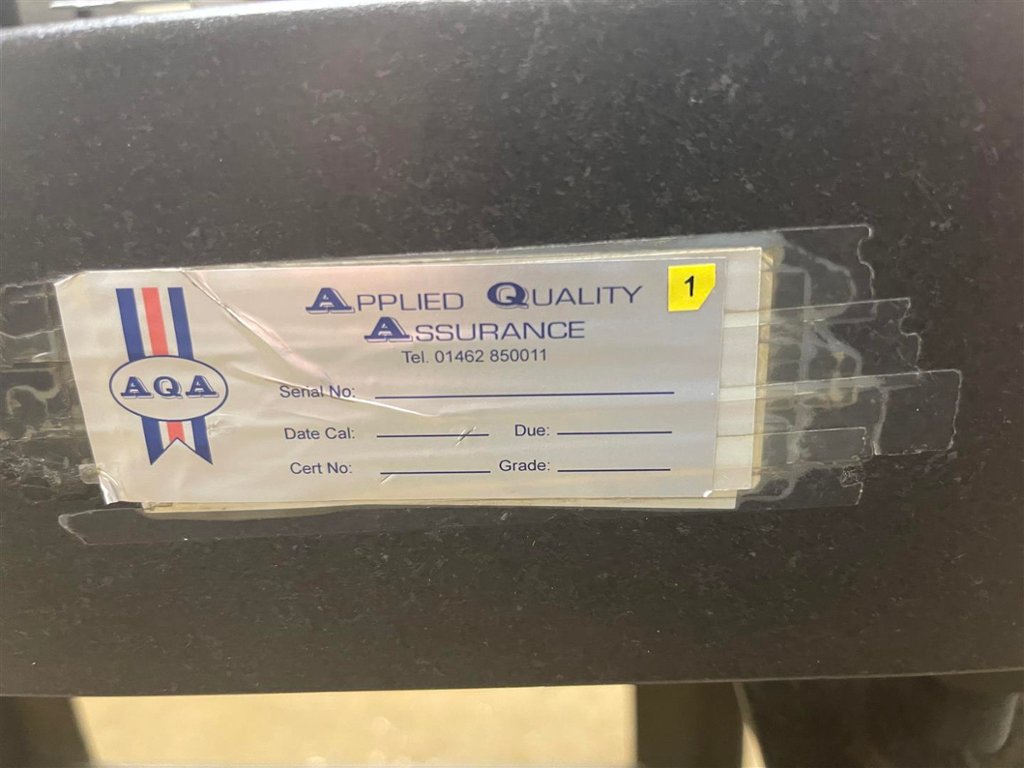 APPLIED QUALITY
ASSURANCE
1
Tel. 01462 850011
AQA
Serial No:
Date Cal: Due:
Cert No: Grade: